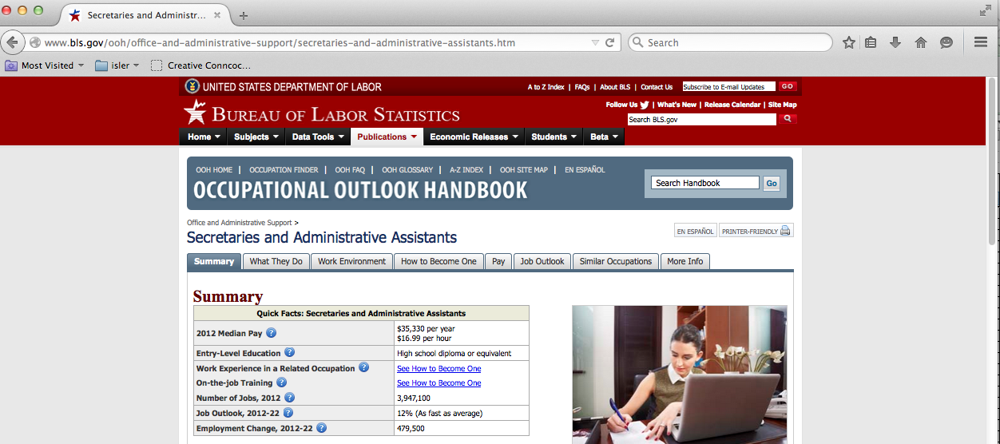 Secretaries and Administr...
www.bls.gov/ooh/office-and-administrative-support/secretaries-and-administrative-assistants.htm
Search
Most Visited
isler
Creative Conncoc...
UNITED STATES DEPARTMENT OF LABOR
A to Z Index | FAQs | About BLS | Contact Us
Subscribe to E-mail Updates
GO
BUREAU OF LABOR STATISTICS
Follow Us | What's New | Release Calendar | Site Map
Search BLS.gov
Home
Subjects
Data Tools
Publications
Economic Releases
Students
Beta
OOH HOME | OCCUPATION FINDER | OOH FAQ | OOH GLOSSARY | A-Z INDEX | OOH SITE MAP | EN ESPAÑOL
OCCUPATIONAL OUTLOOK HANDBOOK
Search Handbook
Go
Office and Administrative Support >
Secretaries and Administrative Assistants
EN ESPAÑOL
PRINTER-FRIENDLY
Summary
What They Do
Work Environment
How to Become One
Pay
Job Outlook
Similar Occupations
More Info
Summary
Quick Facts: Secretaries and Administrative Assistants
2012 Median Pay ?
$35,330 per year
$16.99 per hour
Entry-Level Education ?
High school diploma or equivalent
Work Experience in a Related Occupation ?
See How to Become One
On-the-job Training ?
See How to Become One
Number of Jobs, 2012 ?
3,947,100
Job Outlook, 2012-22 ?
12% (As fast as average)
Employment Change, 2012-22 ?
479,500